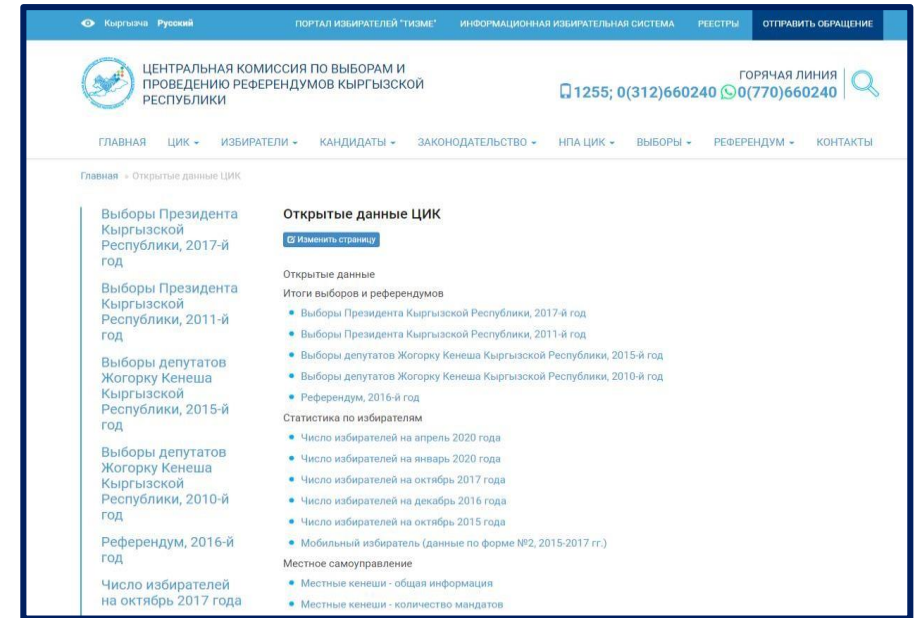 Кыргызча Русский
ПОРТАЛ ИЗБИРАТЕЛЕЙ "ТИЗМЕ"
ИНФОРМАЦИОННАЯ ИЗБИРАТЕЛЬНАЯ СИСТЕМА
РЕЕСТРЫ
ОТПРАВИТЬ ОБРАЩЕНИЕ
ЦЕНТРАЛЬНАЯ КОМИССИЯ ПО ВЫБОРАМ И
ПРОВЕДЕНИЮ РЕФЕРЕНДУМОВ КЫРГЫЗСКОЙ
РЕСПУБЛИКИ
ГОРЯЧАЯ ЛИНИЯ
1255; 0(312)660240 0(770)660240
ГЛАВНАЯ ЦИК ИЗБИРАТЕЛИ КАНДИДАТЫ ЗАКОНОДАТЕЛЬСТВО НПА ЦИК ВЫБОРЫ РЕФЕРЕНДУМ КОНТАКТЫ
Главная » Открытые данные ЦИК
Выборы Президента
Кыргызской
Республики, 2017-й
год
Выборы Президента
Кыргызской
Республики, 2011-й
год
Выборы депутатов
Жогорку Кенеша
Кыргызской
Республики, 2015-й
год
Выборы депутатов
Жогорку Кенеша
Кыргызской
Республики, 2010-й
год
Референдум, 2016-й
год
Число избирателей
на октябрь 2017 года
Открытые данные ЦИК
Изменить страницу
Открытые данные
Итоги выборов и референдумов
Выборы Президента Кыргызской Республики, 2017-й год
Выборы Президента Кыргызской Республики, 2011-й год
Выборы депутатов Жогорку Кенеша Кыргызской Республики, 2015-й год
Выборы депутатов Жогорку Кенеша Кыргызской Республики, 2010-й год
Референдум, 2016-й год
Статистика по избирателям
Число избирателей на апрель 2020 года
Число избирателей на январь 2020 года
Число избирателей на октябрь 2017 года
Число избирателей на декабрь 2016 года
Число избирателей на октябрь 2015 года
Мобильный избиратель (данные по форме №2, 2015-2017 гг.)
Местное самоуправление
Местные кенеши - общая информация
Местные кенеши - количество мандатов